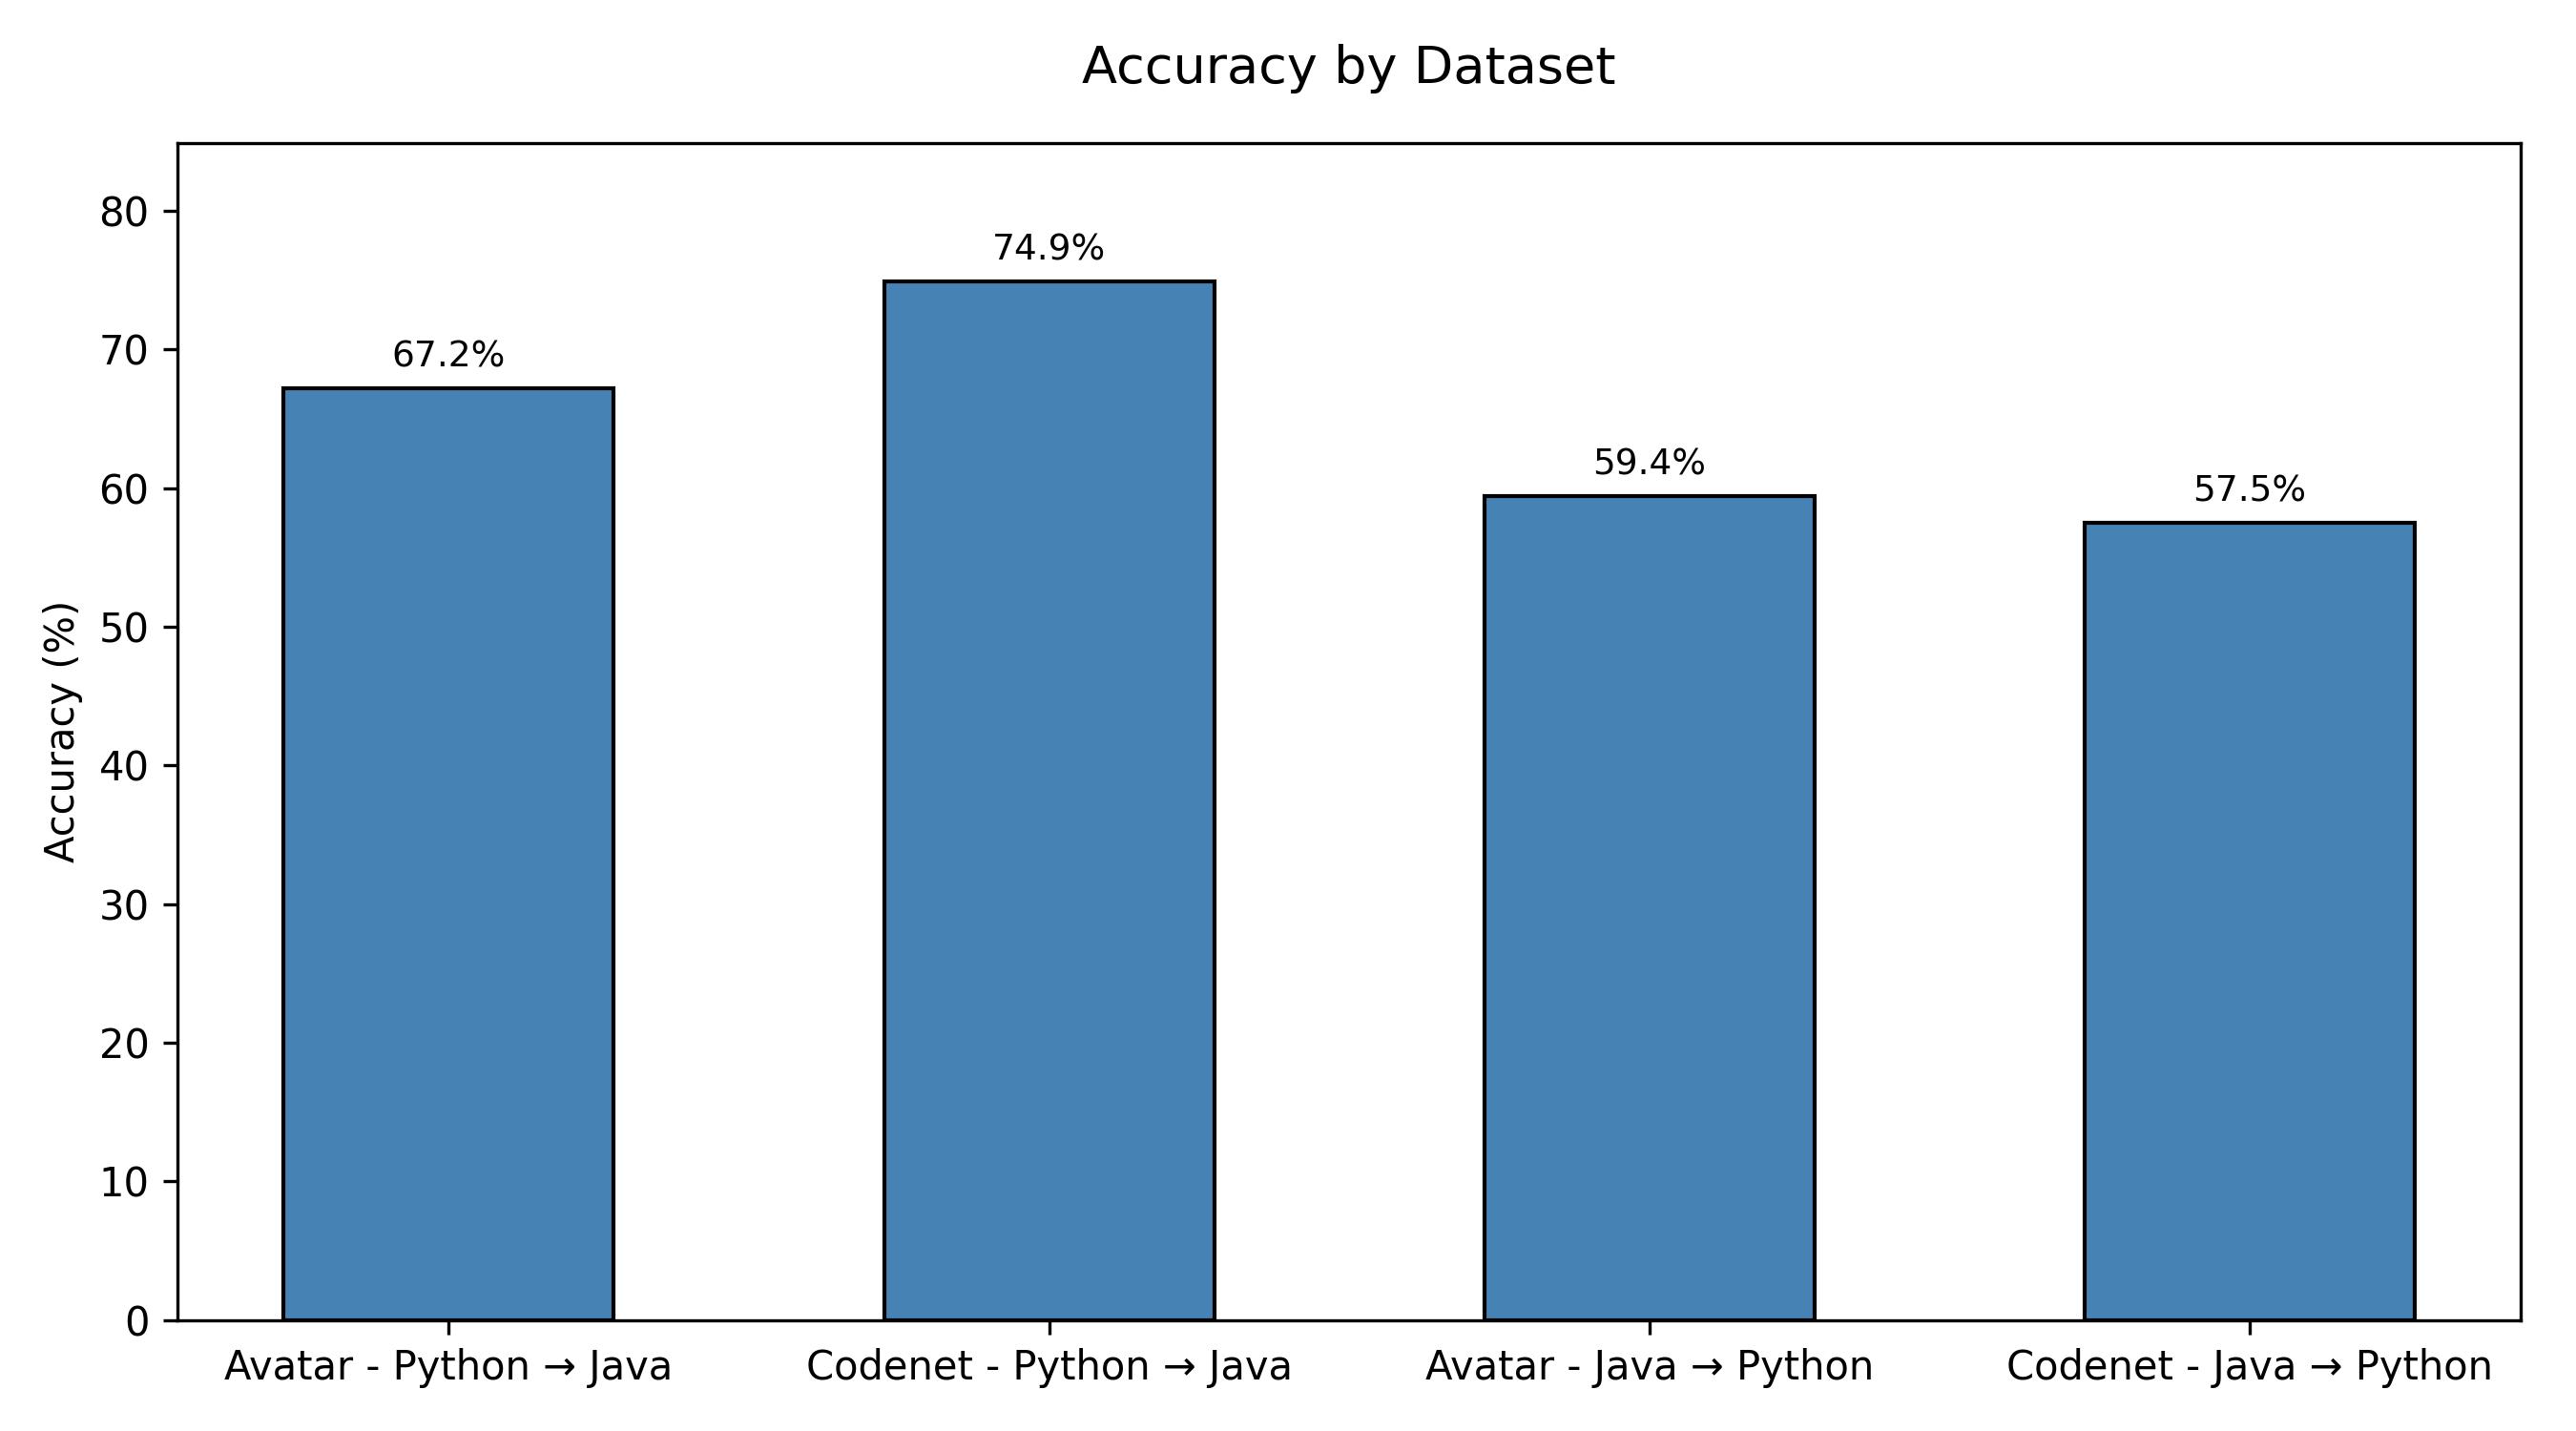 Accuracy by Dataset
Accuracy (%)
80
70
60
50
40
30
20
10
0
67.2%
74.9%
59.4%
57.5%
Avatar - Python → Java
Codenet - Python → Java
Avatar - Java → Python
Codenet - Java → Python